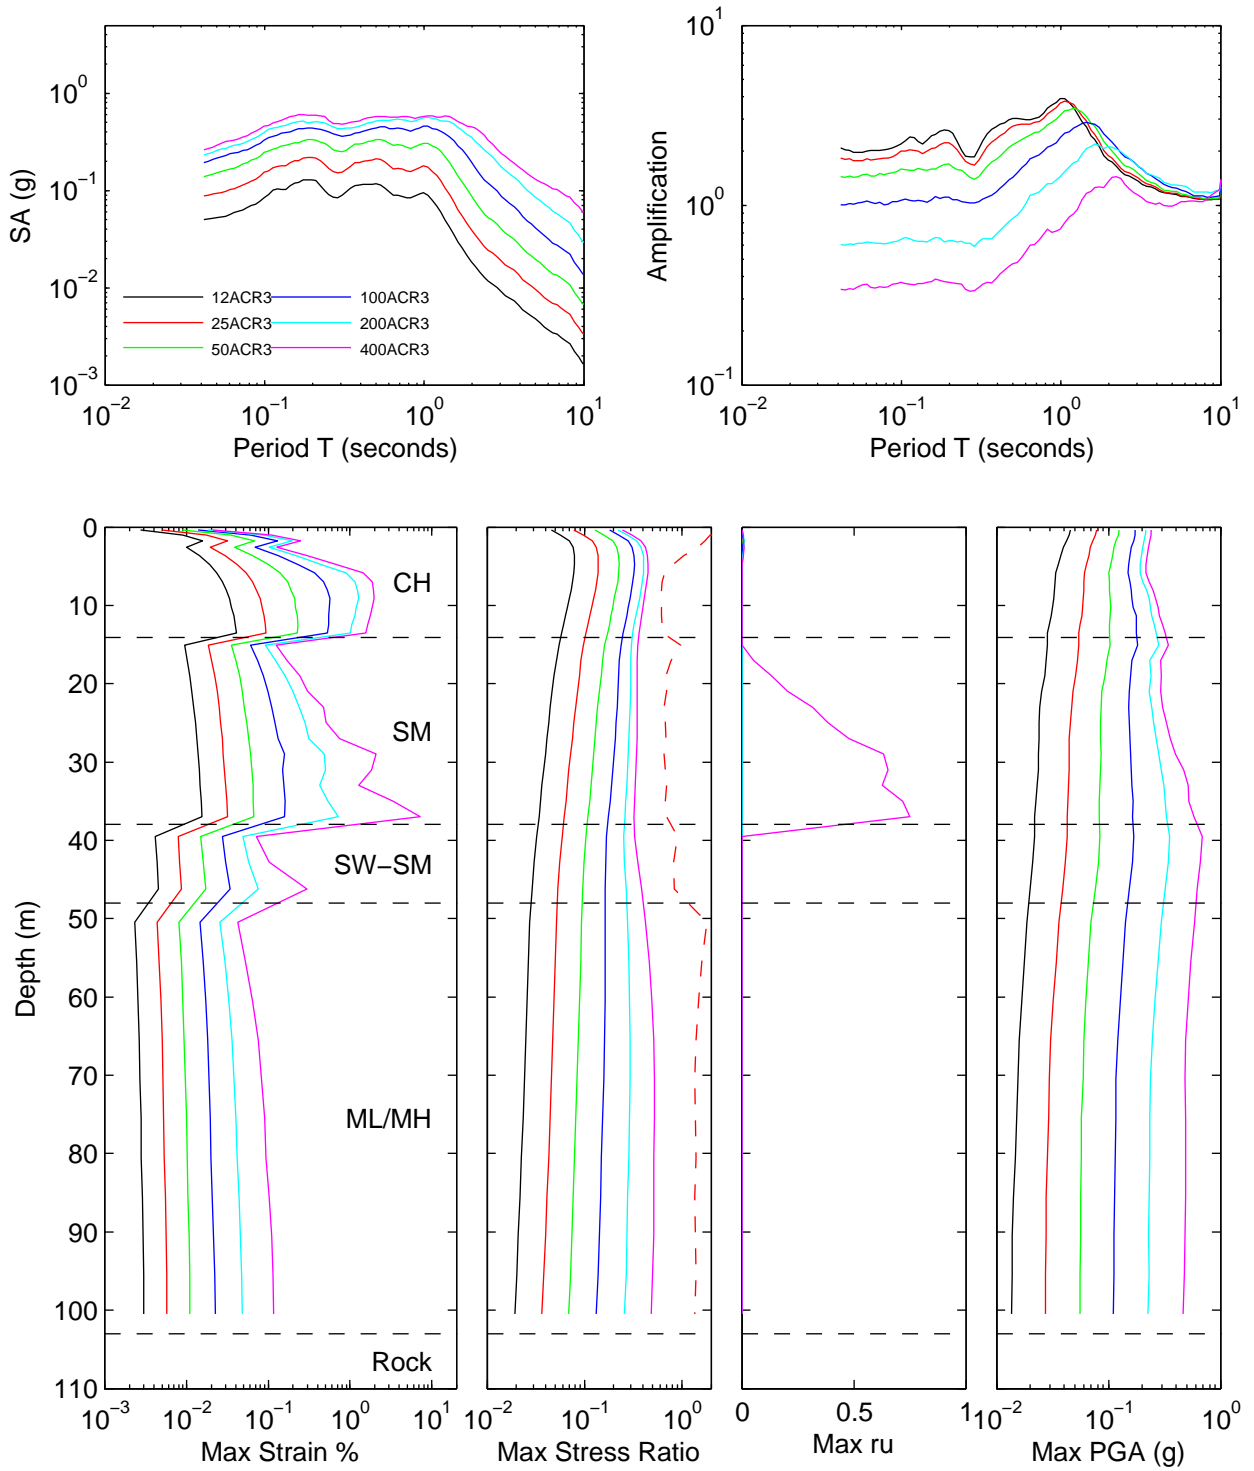 10^0
10^-1
10^-2
10^-3
SA (g)
12ACR3
25ACR3
50ACR3
100ACR3
200ACR3
400ACR3
10^-2
10^-1
10^0
10^1
Period T (seconds)
10^1
10^0
10^-1
Amplification
10^-2
10^-1
10^0
10^1
Period T (seconds)
0
10
20
30
40
50
60
70
80
90
100
110
Depth (m)
CH
SM
SW-SM
ML/MH
Rock
10^-3
10^-2
10^-1
10^0
10^1
Max Strain %
10^-2
10^-1
10^0
Max Stress Ratio
0
0.5
1
Max ru
10^-2
10^-1
10^0
Max PGA (g)